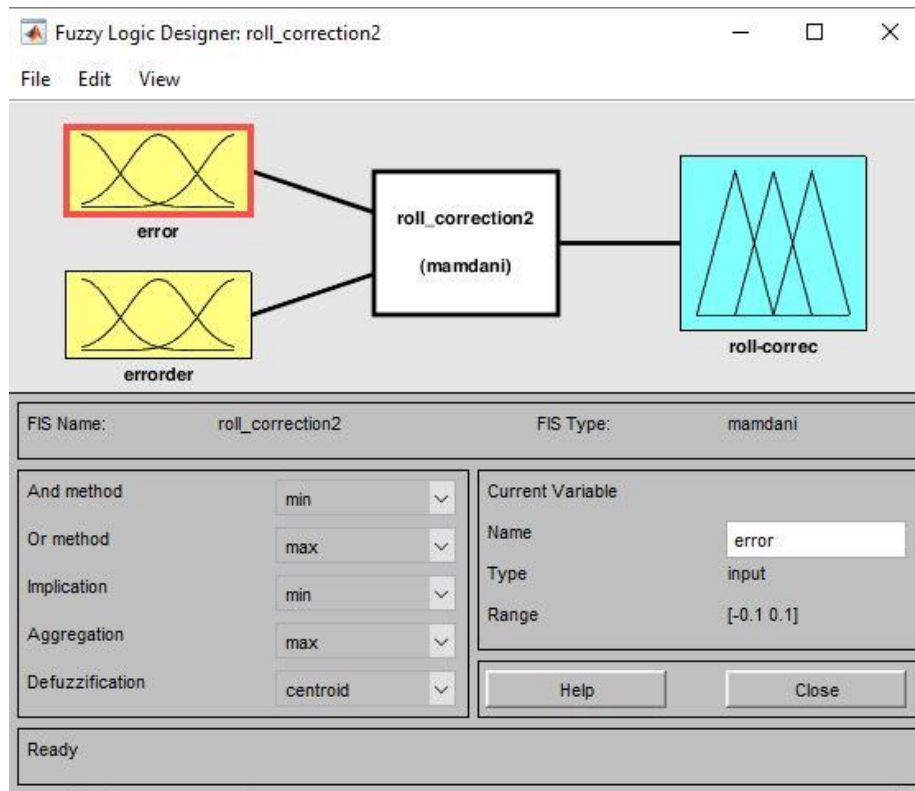 Fuzzy Logic Designer: roll_correction2
File Edit View
error
errorder
roll_correction2
(mamdani)
roll-correc
FIS Name: roll_correction2 FIS Type: mamdani
And method min
Or method max
Implication min
Aggregation max
Defuzzification centroid
Current Variable
Name error
Type input
Range [-0.1 0.1]
Help Close
Ready